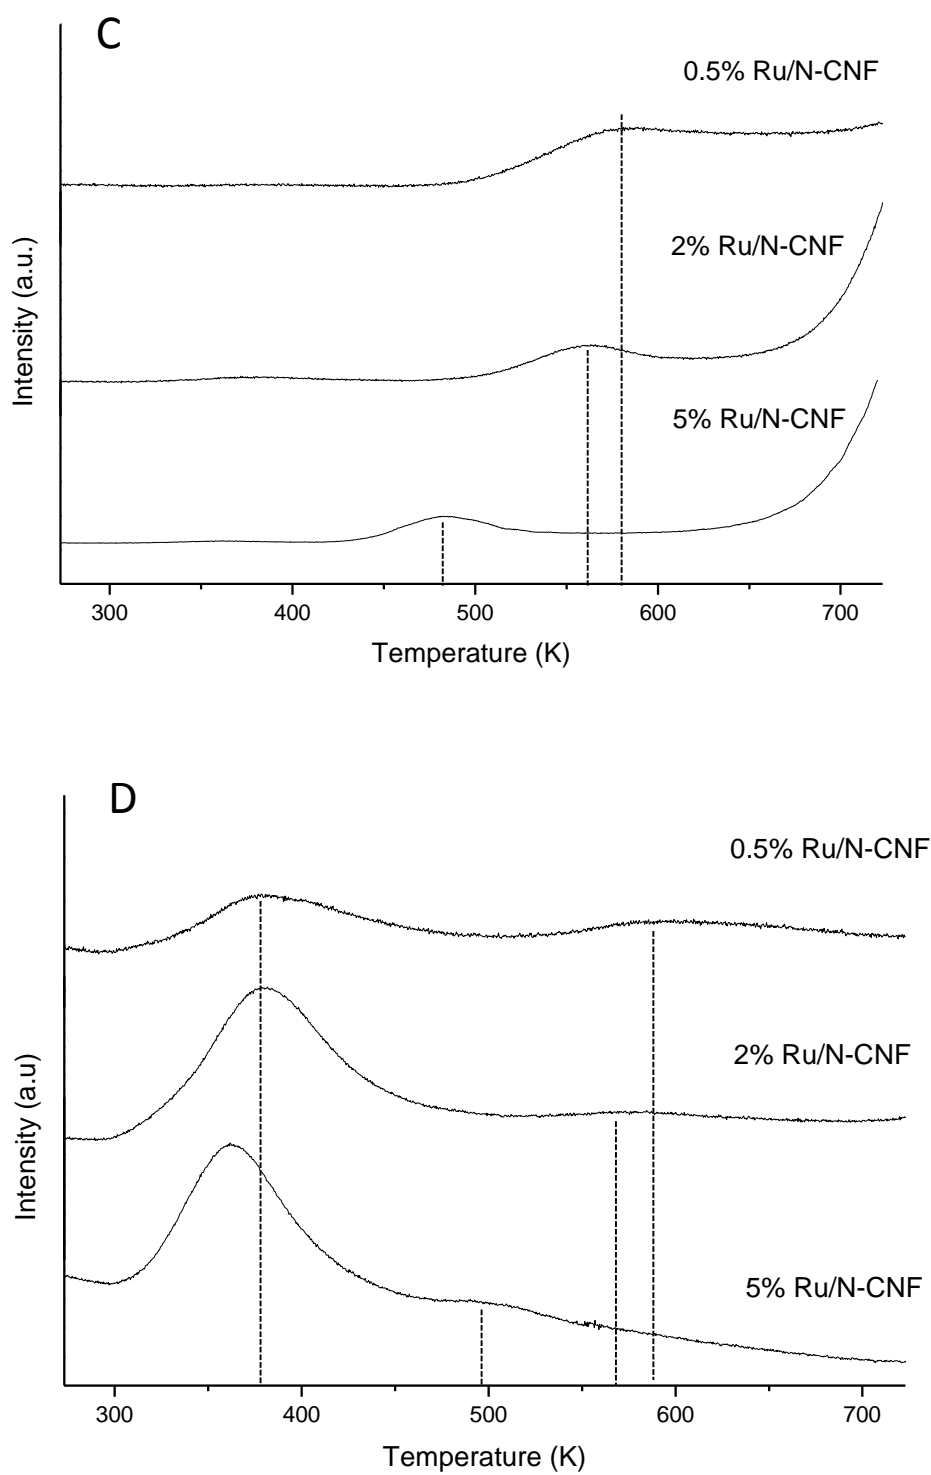 C
0.5% Ru/N-CNF
2% Ru/N-CNF
5% Ru/N-CNF
Intensity (a.u.)
300 400 500 600 700
Temperature (K)
D
0.5% Ru/N-CNF
2% Ru/N-CNF
5% Ru/N-CNF
Intensity (a.u)
300 400 500 600 700
Temperature (K)